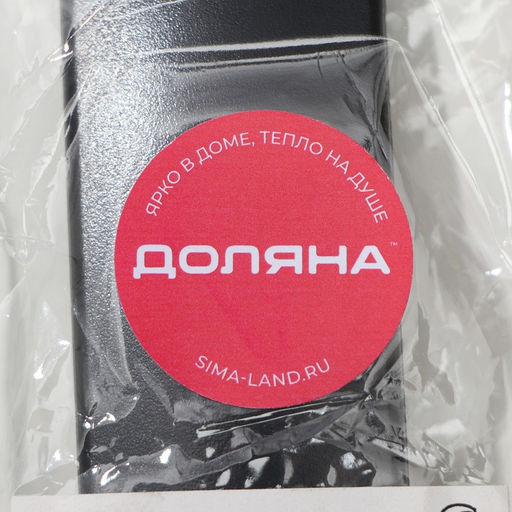 ЯРКО В ДОМЕ, ТЕПЛО НА ДУШЕ
ДОЛЯНА™
SIMA-LAND.RU